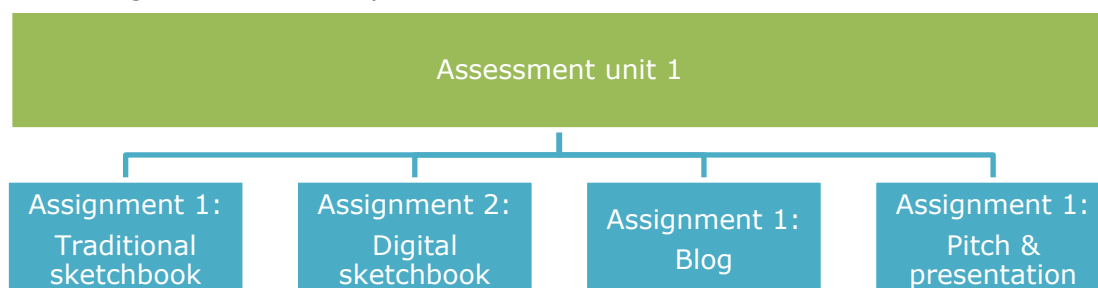 Assessment unit 1
Assignment 1:
Traditional
sketchbook
Assignment 2:
Digital
sketchbook
Assignment 1:
Blog
Assignment 1:
Pitch &
presentation